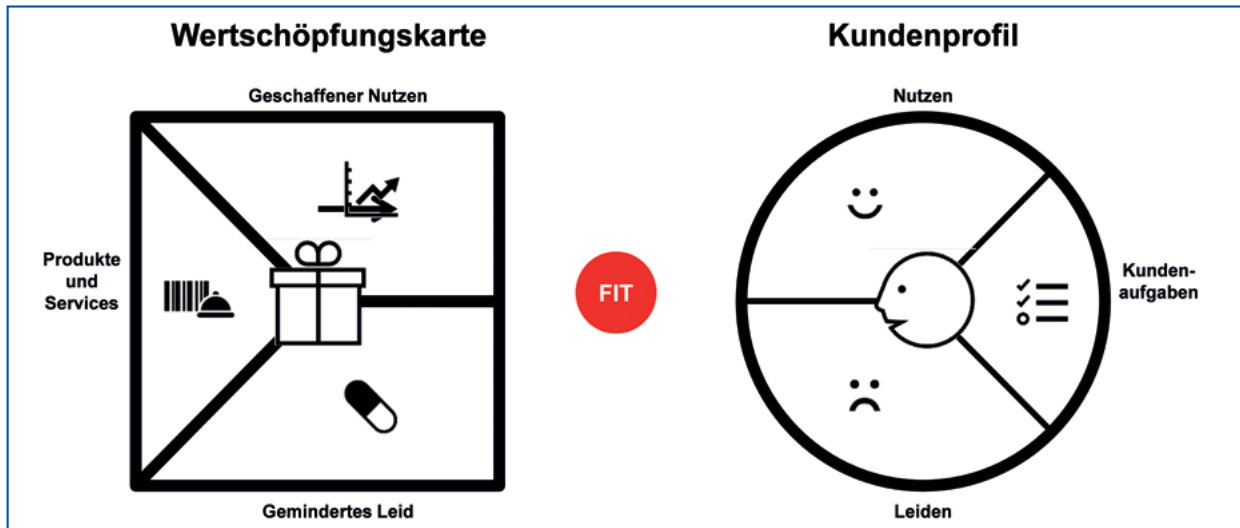 Wertschöpfungskarte
Kundenprofil
Geschaffener Nutzen
Nutzen
Produkte
und
Services
FIT
Kunden-
aufgaben
Gemindertes Leid
Leiden